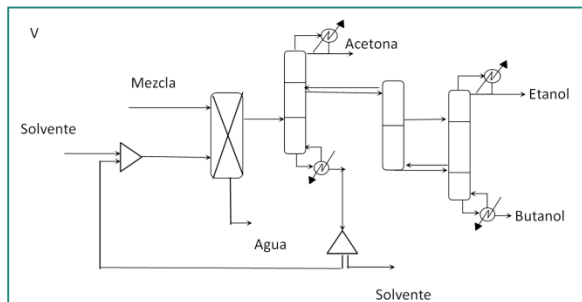 V
Acetona
Mezcla
Etanol
Solvente
Butanol
Agua
Solvente